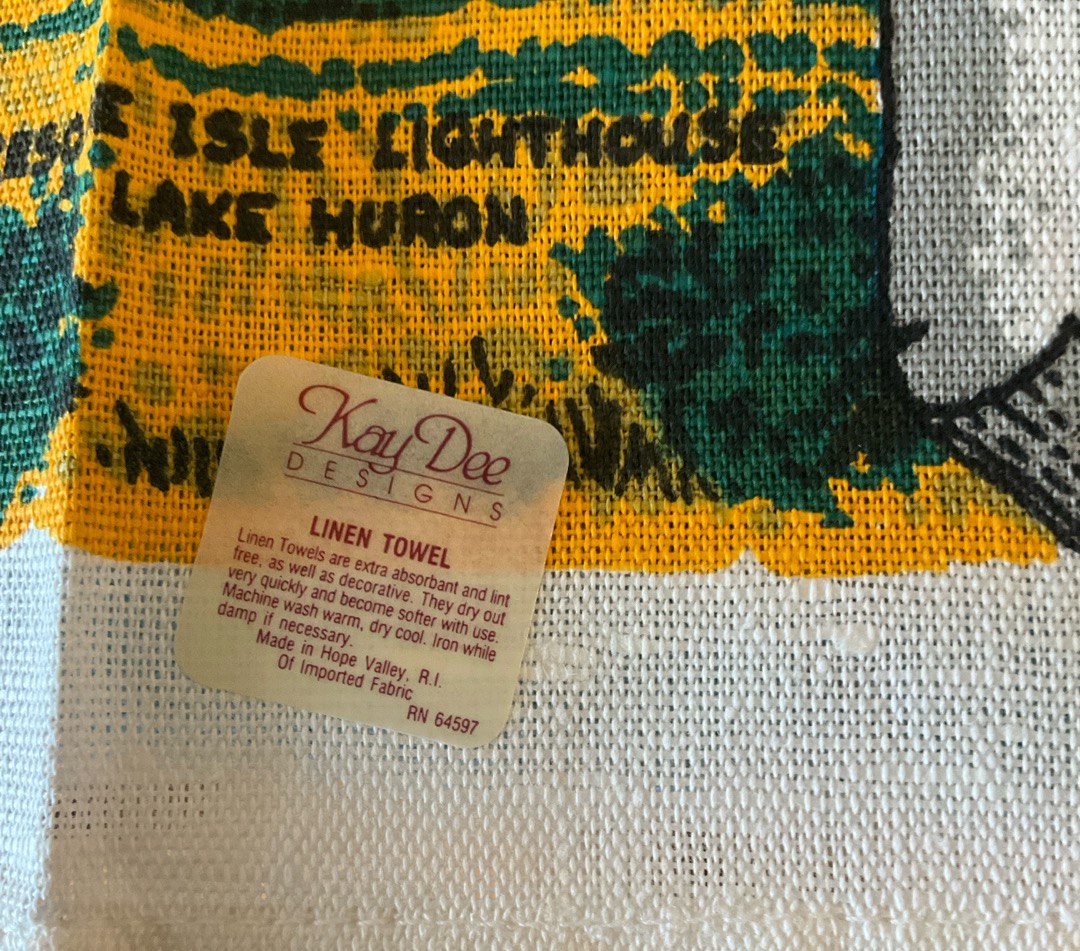 E ISLE LIGHTHOUSE
LAKE HURON
Kay Dee
DESIGNS
LINEN TOWEL
Linen Towels are extra absorbant and lint
free, as well as decorative. They dry out
very quickly and become softer with use.
Machine wash warm, dry cool. Iron while
damp if necessary.
Made in Hope Valley, R.I.
Of Imported Fabric
RN 64597